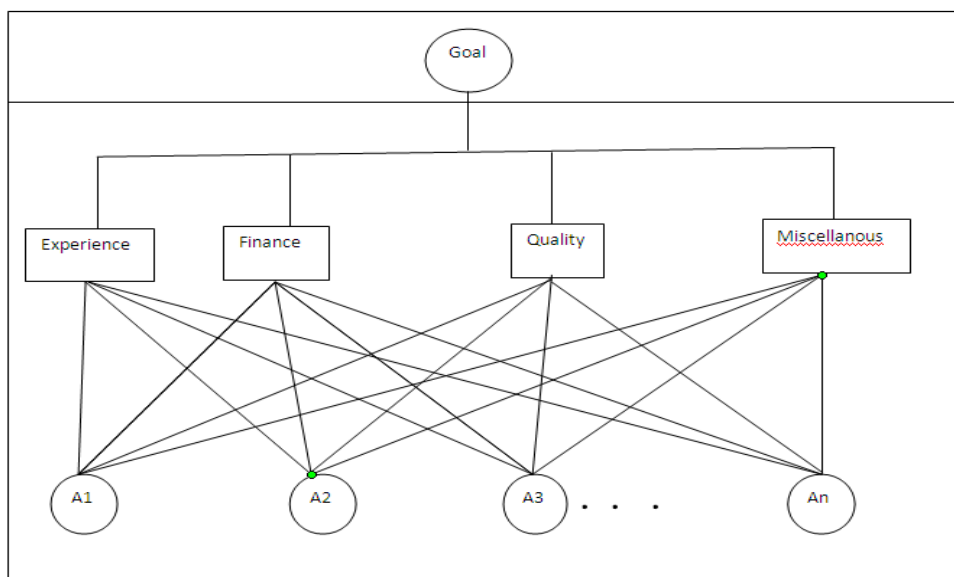 Goal
Experience
Finance
Quality
Miscellanous
A1
A2
A3
. . .
An